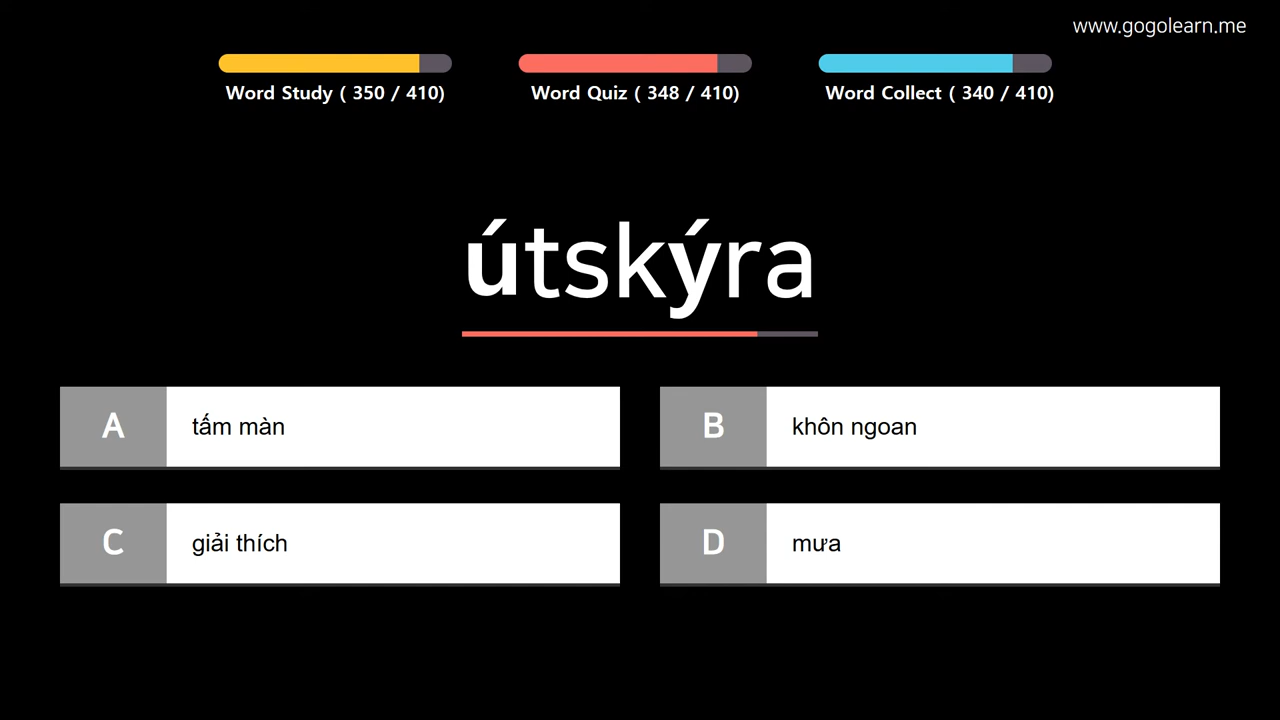 www.gogolearn.me
Word Study ( 350 / 410)
Word Quiz ( 348 / 410)
Word Collect ( 340 / 410)
útskýra
A tấm màn
B khôn ngoan
C giải thích
D mưa